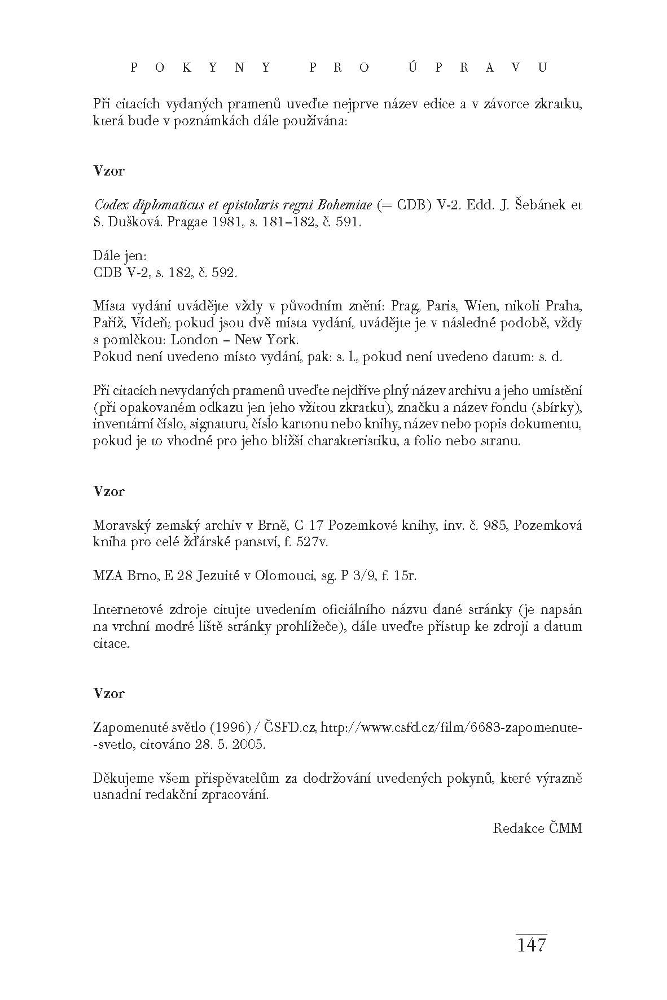 POKYNY PRO ÚPRAVU
Při citacích vydaných pramenů uveďte nejprve název edice a v závorce zkratku,
která bude v poznámkách dále používána:
Vzor
Codex diplomaticus et epistolaris regni Bohemiae (= CDB) V-2. Edd. J. Šebánek et
S. Dušková. Pragae 1981, s. 181–182, č. 591.
Dále jen:
CDB V-2, s. 182, č. 592.
Místa vydání uvádějte vždy v původním znění: Prag, Paris, Wien, nikoli Praha,
Paříž, Vídeň; pokud jsou dvě místa vydání, uvádějte je v následné podobě, vždy
s pomlčkou: London – New York.
Pokud není uvedeno místo vydání, pak: s. l., pokud není uvedeno datum: s. d.
Při citacích nevydaných pramenů uveďte nejdříve plný název archivu a jeho umístění
(při opakovaném odkazu jen jeho vžitou zkratku), značku a název fondu (sbírky),
inventární číslo, signaturu, číslo kartonu nebo knihy, název nebo popis dokumentu,
pokud je to vhodné pro jeho bližší charakteristiku, a folio nebo stranu.
Vzor
Moravský zemský archiv v Brně, C 17 Pozemkové knihy, inv. č. 985, Pozemková
kniha pro celé žďárské panství, f. 527v.
MZA Brno, E 28 Jezuité v Olomouci, sg. P 3/9, f. 15r.
Internetové zdroje citujte uvedením oficiálního názvu dané stránky (je napsán
na vrchní modré liště stránky prohlížeče), dále uveďte přístup ke zdroji a datum
citace.
Vzor
Zapomenuté světlo (1996) / ČSFD.cz, http://www.csfd.cz/film/6683-zapomenute-
-svetlo, citováno 28. 5. 2005.
Děkujeme všem přispěvatelům za dodržování uvedených pokynů, které výrazně
usnadní redakční zpracování.
Redakce ČMM
147